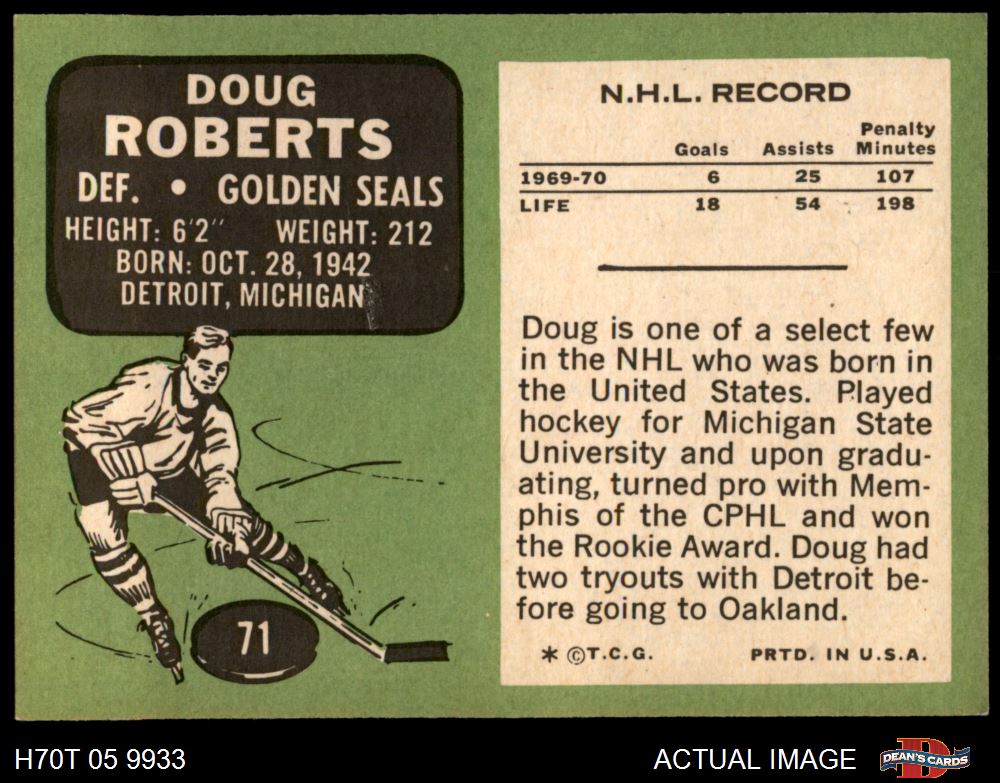 DOUG
ROBERTS
DEF. • GOLDEN SEALS
HEIGHT: 6'2" WEIGHT: 212
BORN: OCT. 28, 1942
DETROIT, MICHIGAN
71
N.H.L. RECORD
Goals Assists Penalty Minutes
1969-70 6 25 107
LIFE 18 54 198
Doug is one of a select few
in the NHL who was born in
the United States. Played
hockey for Michigan State
University and upon gradu-
ating, turned pro with Mem-
phis of the CPHL and won
the Rookie Award. Doug had
two tryouts with Detroit be-
fore going to Oakland.
* ©T.C.G. PRTD. IN U.S.A.
H70T 05 9933
ACTUAL IMAGE
DEAN'S CARDS